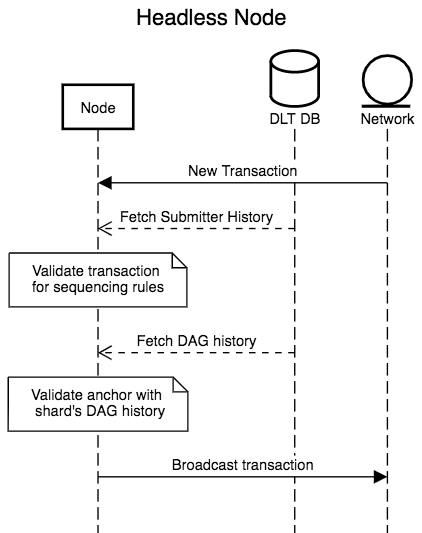 Headless Node
Node
DLT DB
Network
New Transaction
Fetch Submitter History
Validate transaction
for sequencing rules
Fetch DAG history
Validate anchor with
shard's DAG history
Broadcast transaction